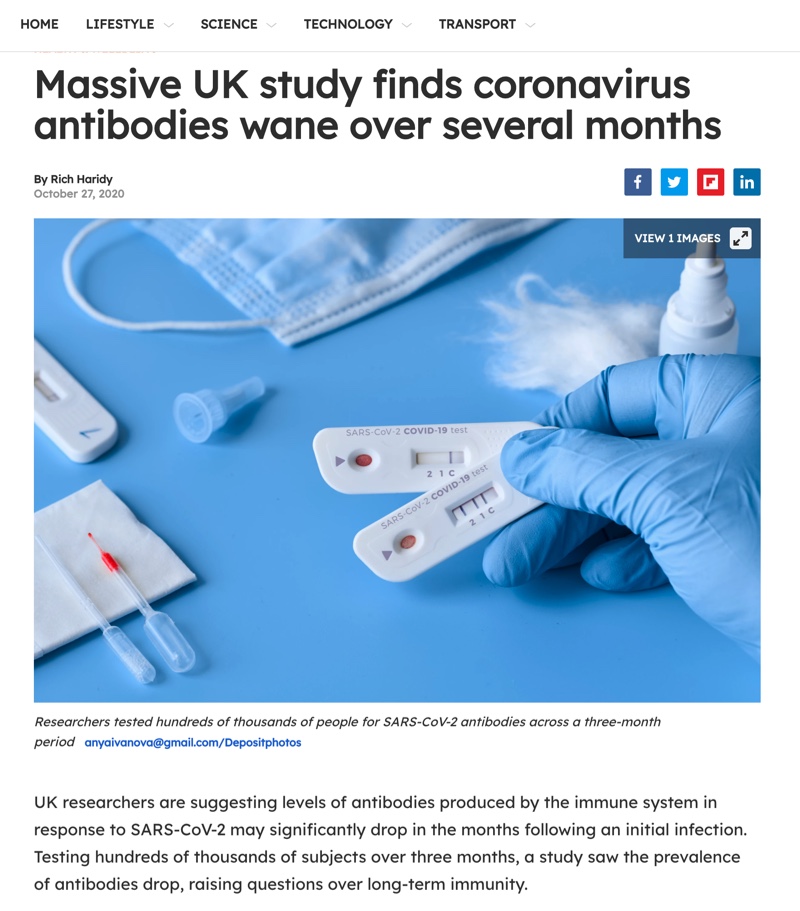 HOME LIFESTYLE SCIENCE TECHNOLOGY TRANSPORT
Massive UK study finds coronavirus
antibodies wane over several months
By Rich Haridy
October 27, 2020
VIEW 1 IMAGES
SARS-CoV-2 COVID-19 test
2 1 C
SARS-CoV-2 COVID-19 test
2 1 C
Researchers tested hundreds of thousands of people for SARS-CoV-2 antibodies across a three-month
period anyaivanova@gmail.com/Depositphotos
UK researchers are suggesting levels of antibodies produced by the immune system in
response to SARS-CoV-2 may significantly drop in the months following an initial infection.
Testing hundreds of thousands of subjects over three months, a study saw the prevalence
of antibodies drop, raising questions over long-term immunity.